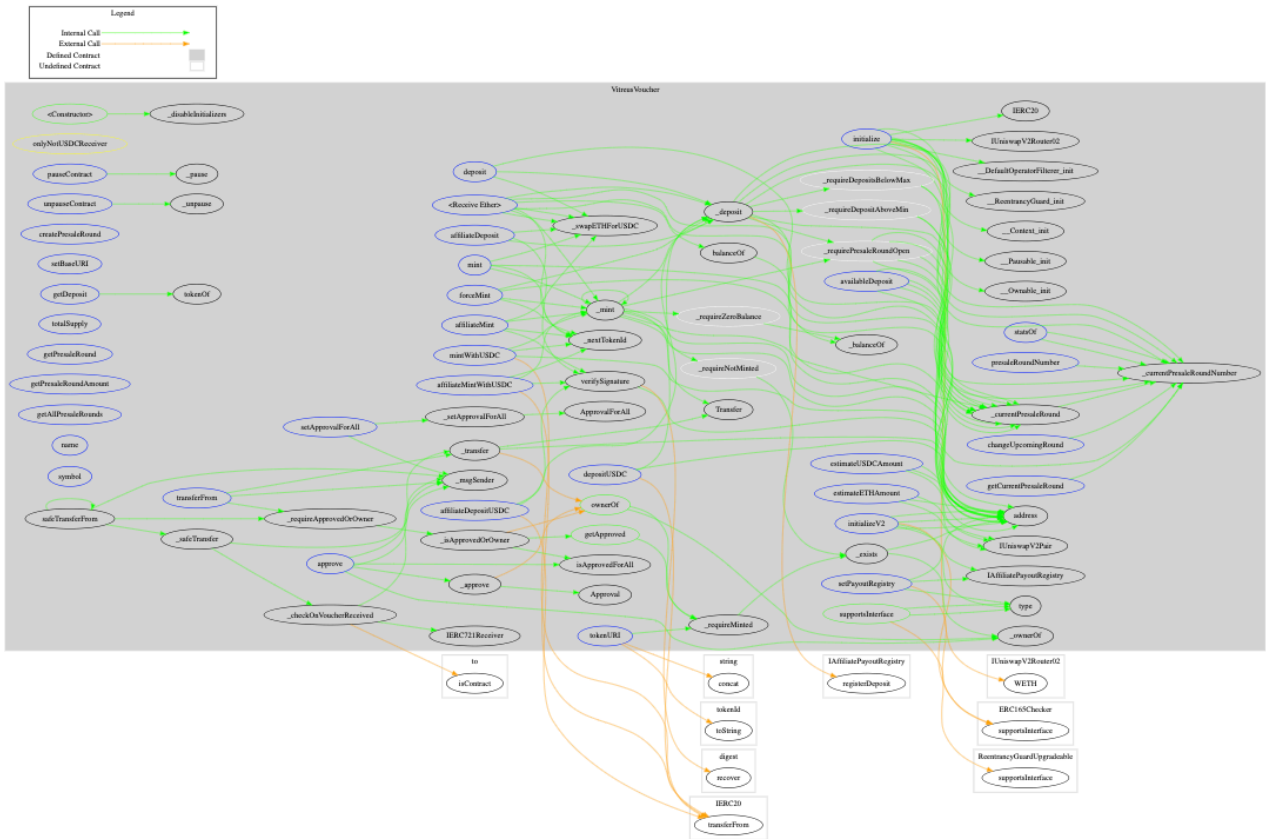 Legend
Internal Call
External Call
Defined Contract
Undefined Contract
VitreusVoucher
<Constructor>
_disableInitializers
onlyNotUSDCReceiver
pauseContract
_pause
unpauseContract
_unpause
createPresaleRound
setBaseURI
getDeposit
tokenOf
totalSupply
getPresaleRound
getPresaleRoundAmount
getAllPresaleRounds
name
symbol
safeTransferFrom
transferFrom
_safeTransfer
setApprovalForAll
_requireApprovedOrOwner
approve
_checkOnVoucherReceived
deposit
<Receive Ether>
affiliateDeposit
mint
forceMint
affiliateMint
mintWithUSDC
affiliateMintWithUSDC
_setApprovalForAll
_transfer
_msgSender
affiliateDepositUSDC
_isApprovedOrOwner
_approve
IERC721Receiver
_swapETHForUSDC
_mint
_nextTokenId
verifySignature
ApprovalForAll
depositUSDC
ownerOf
getApproved
isApprovedForAll
Approval
tokenURI
_deposit
balanceOf
_requireZeroBalance
_requireNotMinted
Transfer
_requireMinted
initialize
_requireDepositsBelowMax
_requireDepositAboveMin
_requirePresaleRoundOpen
availableDeposit
_balanceOf
estimateUSDCAmount
estimateETHAmount
initializeV2
_exists
setPayoutRegistry
supportsInterface
IERC20
IUniswapV2Router02
__DefaultOperatorFilterer_init
__ReentrancyGuard_init
__Context_init
__Pausable_init
__Ownable_init
stateOf
presaleRoundNumber
_currentPresaleRoundNumber
_currentPresaleRound
changeUpcomingRound
getCurrentPresaleRound
address
IUniswapV2Pair
IAffiliatePayoutRegistry
type
_ownerOf
to
isContract
string
concat
tokenId
toString
digest
recover
IERC20
transferFrom
IAffiliatePayoutRegistry
registerDeposit
IUniswapV2Router02
WETH
ERC165Checker
supportsInterface
ReentrancyGuardUpgradeable
supportsInterface